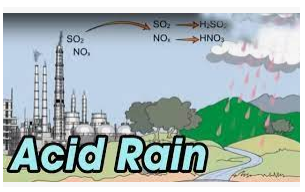 SO₂ → H₂SO₄
NOₓ → HNO₃
SO₂
NOₓ
Acid Rain